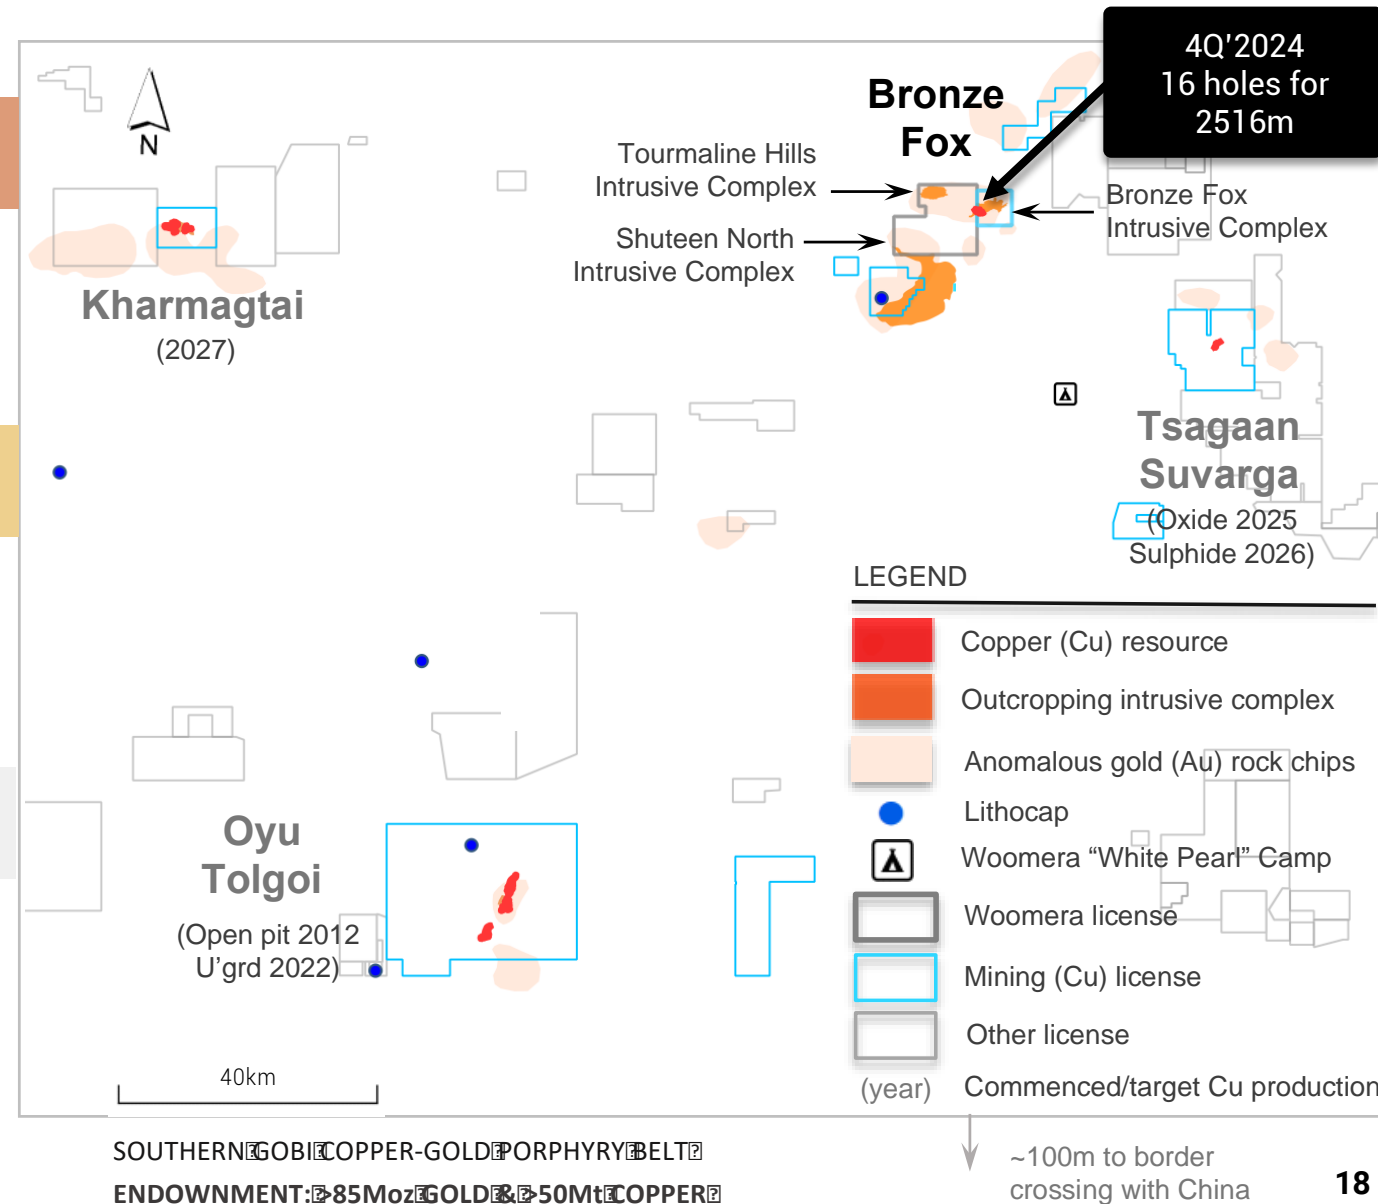 4Q'2024
16 holes for
2516m
Bronze
Fox
N
Tourmaline Hills
Intrusive Complex
Bronze Fox
Intrusive Complex
Shuteen North
Intrusive Complex
Kharmagtai
(2027)
Tsagaan
Suvarga
(Oxide 2025
Sulphide 2026)
LEGEND
Copper (Cu) resource
Outcropping intrusive complex
Anomalous gold (Au) rock chips
Lithocap
Woomera “White Pearl” Camp
Woomera license
Mining (Cu) license
Other license
(year) Commenced/target Cu production
Oyu
Tolgoi
(Open pit 2012
U'grd 2022)
40km
SOUTHERN GOBI COPPER-GOLD PORPHYRY BELT
ENDOWNMENT: >85Moz GOLD & >50Mt COPPER
~100m to border
crossing with China
18